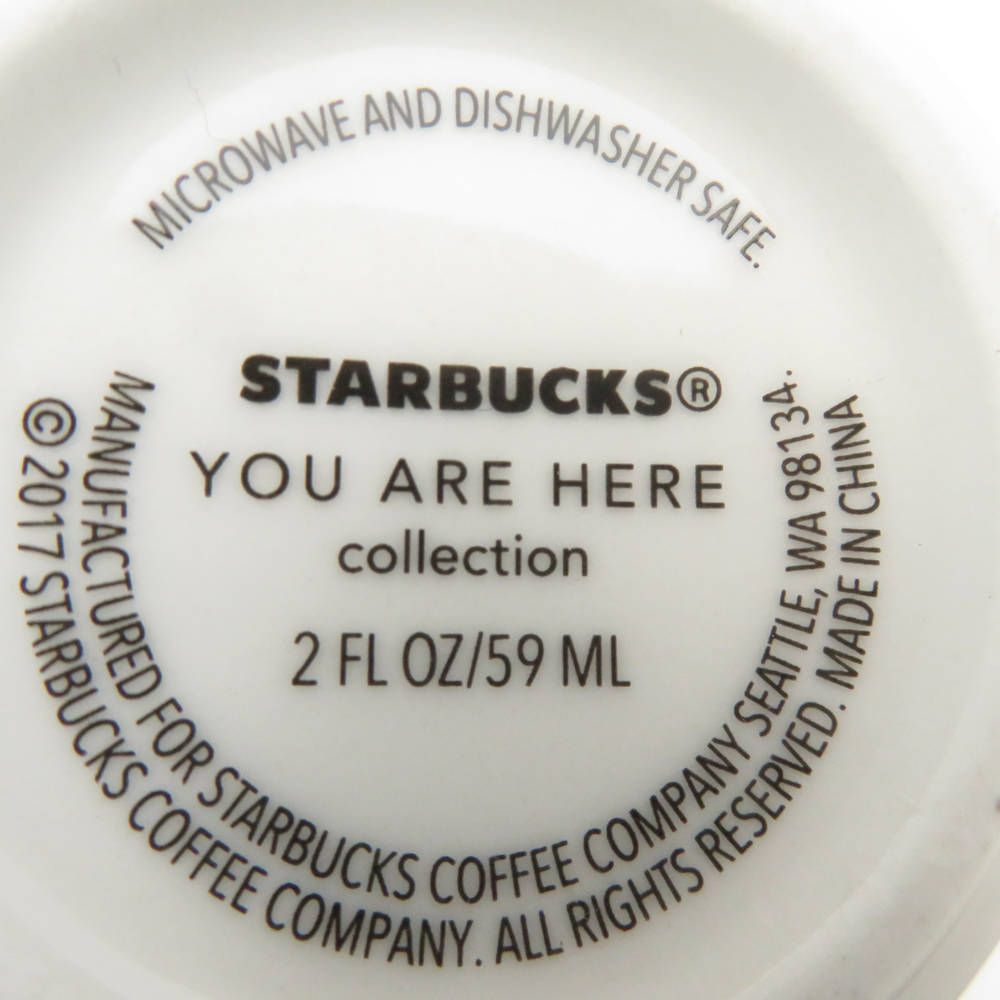 MICROWAVE AND DISHWASHER SAFE.
STARBUCKS®
YOU ARE HERE
collection
2 FL OZ/59 ML
MANUFACTURED FOR STARBUCKS COFFEE COMPANY SEATTLE, WA 98134.
© 2017 STARBUCKS COFFEE COMPANY. ALL RIGHTS RESERVED. MADE IN CHINA